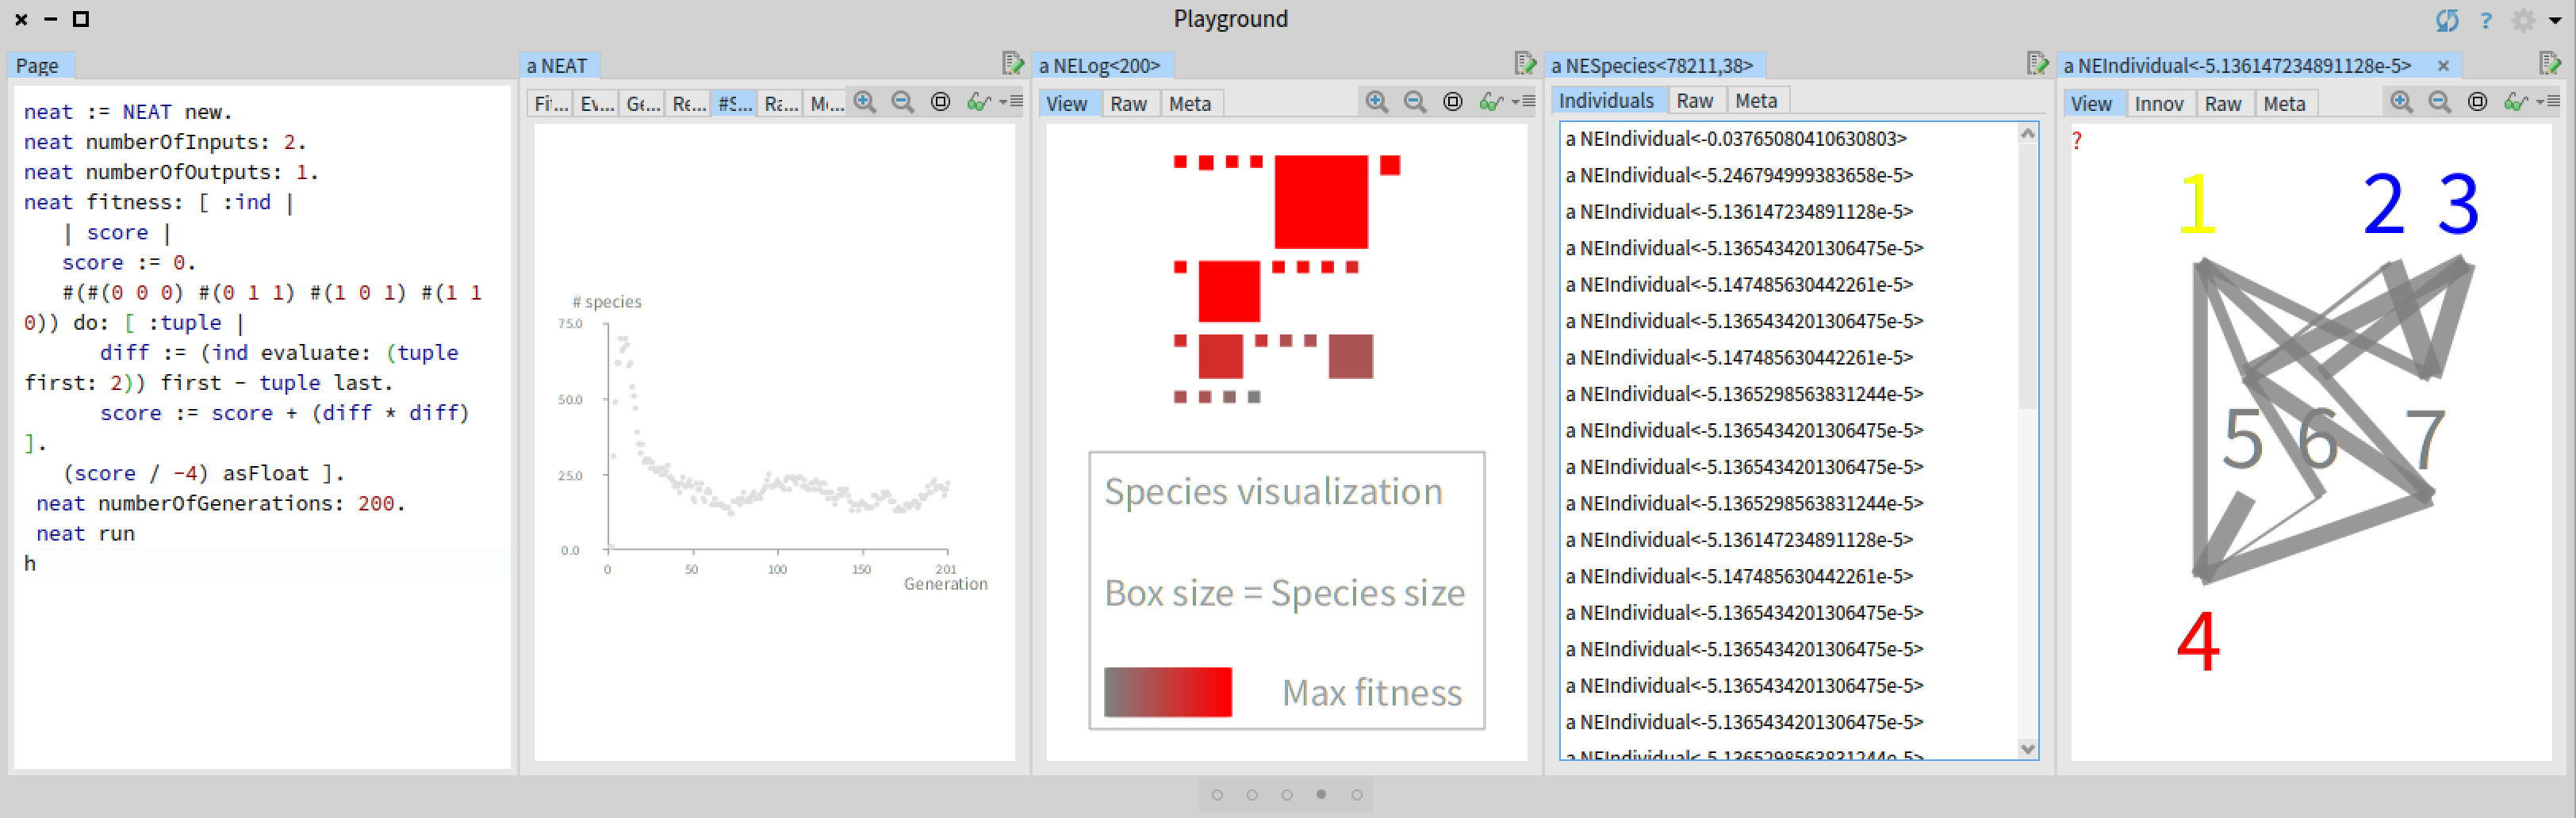 Playground
?
Page
neat := NEAT new.
neat numberOfInputs: 2.
neat numberOfOutputs: 1.
neat fitness: [ :ind |
| score |
score := 0.
#(#(0 0 0) #(0 1 1) #(1 0 1) #(1 1
0)) do: [ :tuple |
diff := (ind evaluate: (tuple
first: 2)) first - tuple last.
score := score + (diff * diff)
].
(score / -4) asFloat ].
neat numberOfGenerations: 200.
neat run
h
a NEAT
Fi... Ev... Ge... Re... #S... Ra... Mo...
# species
75.0
50.0
25.0
0.0
0 50 100 150 201
Generation
a NELog<200>
View Raw Meta
Species visualization
Box size = Species size
Max fitness
a NESpecies<78211,38>
Individuals Raw Meta
a NEIndividual<-0.03765080410630803>
a NEIndividual<-5.246794999383658e-5>
a NEIndividual<-5.136147234891128e-5>
a NEIndividual<-5.1365434201306475e-5>
a NEIndividual<-5.147485630442261e-5>
a NEIndividual<-5.1365434201306475e-5>
a NEIndividual<-5.147485630442261e-5>
a NEIndividual<-5.1365298563831244e-5>
a NEIndividual<-5.1365434201306475e-5>
a NEIndividual<-5.1365434201306475e-5>
a NEIndividual<-5.1365298563831244e-5>
a NEIndividual<-5.136147234891128e-5>
a NEIndividual<-5.147485630442261e-5>
a NEIndividual<-5.1365434201306475e-5>
a NEIndividual<-5.1365434201306475e-5>
a NEIndividual<-5.1365434201306475e-5>
a NEIndividual<-5.1365434201306475e-5>
a NEIndividual<-5.1365298563831244e-5>
a NEIndividual<-5.136147234891128e-5>
View Innov Raw Meta
?
1 2 3
5 6 7
4